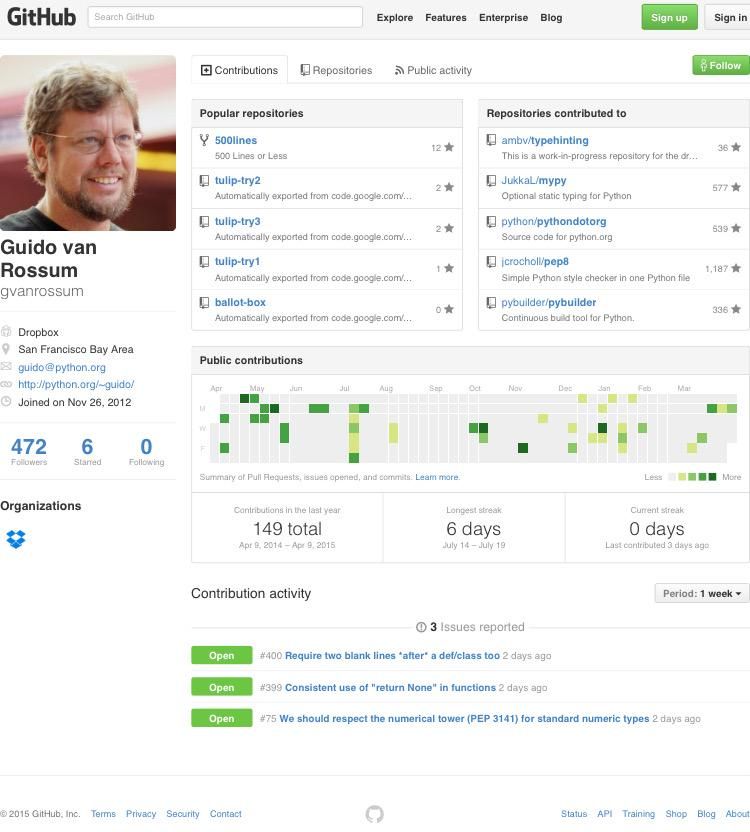 GitHub
Search GitHub
Explore Features Enterprise Blog
Sign up
Sign in
Guido van
Rossum
gvanrossum
Dropbox
San Francisco Bay Area
guido@python.org
http://python.org/~guido/
Joined on Nov 26, 2012
472 6 0
Followers Starred Following
Organizations
Contributions Repositories Public activity
Follow
Popular repositories
500lines
500 Lines or Less
12
tulip-try2
Automatically exported from code.google.com/...
2
tulip-try3
Automatically exported from code.google.com/...
2
tulip-try1
Automatically exported from code.google.com/...
1
ballot-box
Automatically exported from code.google.com/...
0
Repositories contributed to
ambv/typehinting
This is a work-in-progress repository for the dr...
36
JukkaL/mypy
Optional static typing for Python
577
python/pythondotorg
Source code for python.org
539
jcrocholl/pep8
Simple Python style checker in one Python file
1,187
pybuilder/pybuilder
Continuous build tool for Python.
336
Public contributions
Apr May Jun Jul Aug Sep Oct Nov Dec Jan Feb Mar
M
W
F
Summary of Pull Requests, issues opened, and commits. Learn more.
Less More
Contributions in the last year
149 total
Apr 9, 2014 – Apr 9, 2015
Longest streak
6 days
July 14 – July 19
Current streak
0 days
Last contributed 3 days ago
Contribution activity
Period: 1 week
3 Issues reported
Open #400 Require two blank lines *after* a def/class too 2 days ago
Open #399 Consistent use of "return None" in functions 2 days ago
Open #75 We should respect the numerical tower (PEP 3141) for standard numeric types 2 days ago
© 2015 GitHub, Inc. Terms Privacy Security Contact
Status API Training Shop Blog About